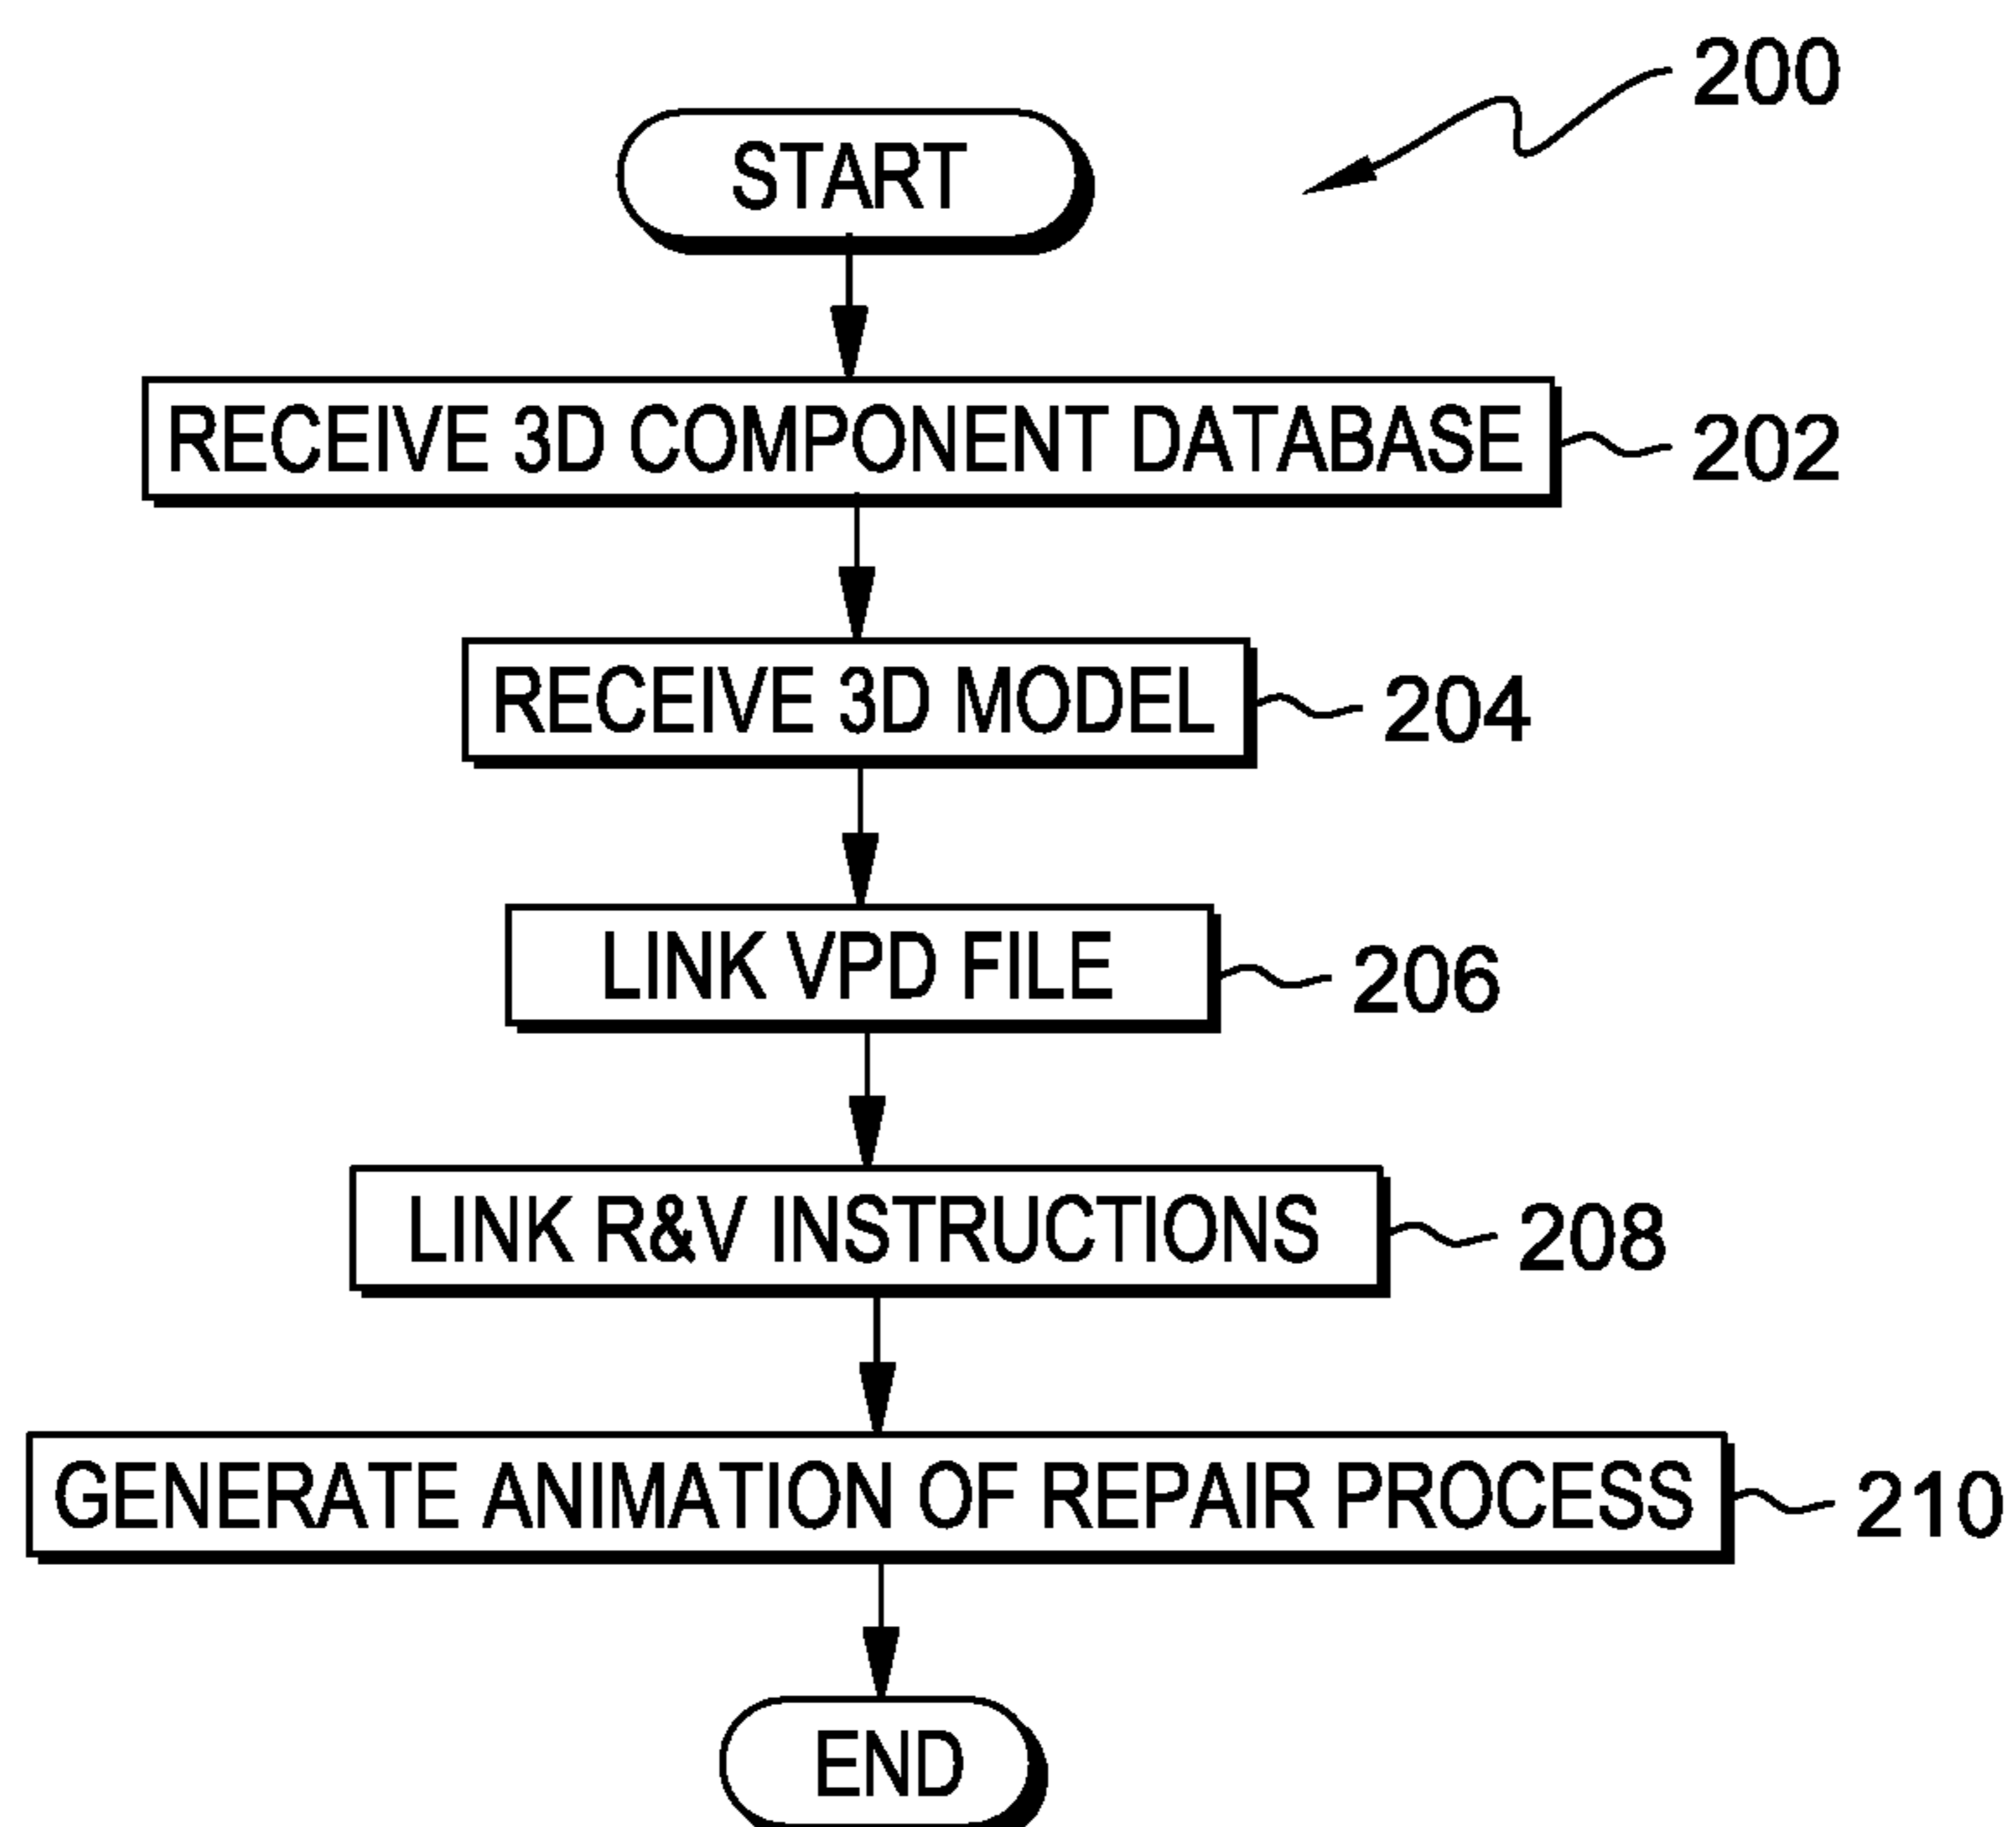 200
START
RECEIVE 3D COMPONENT DATABASE 202
RECEIVE 3D MODEL 204
LINK VPD FILE 206
LINK R&V INSTRUCTIONS 208
GENERATE ANIMATION OF REPAIR PROCESS 210
END